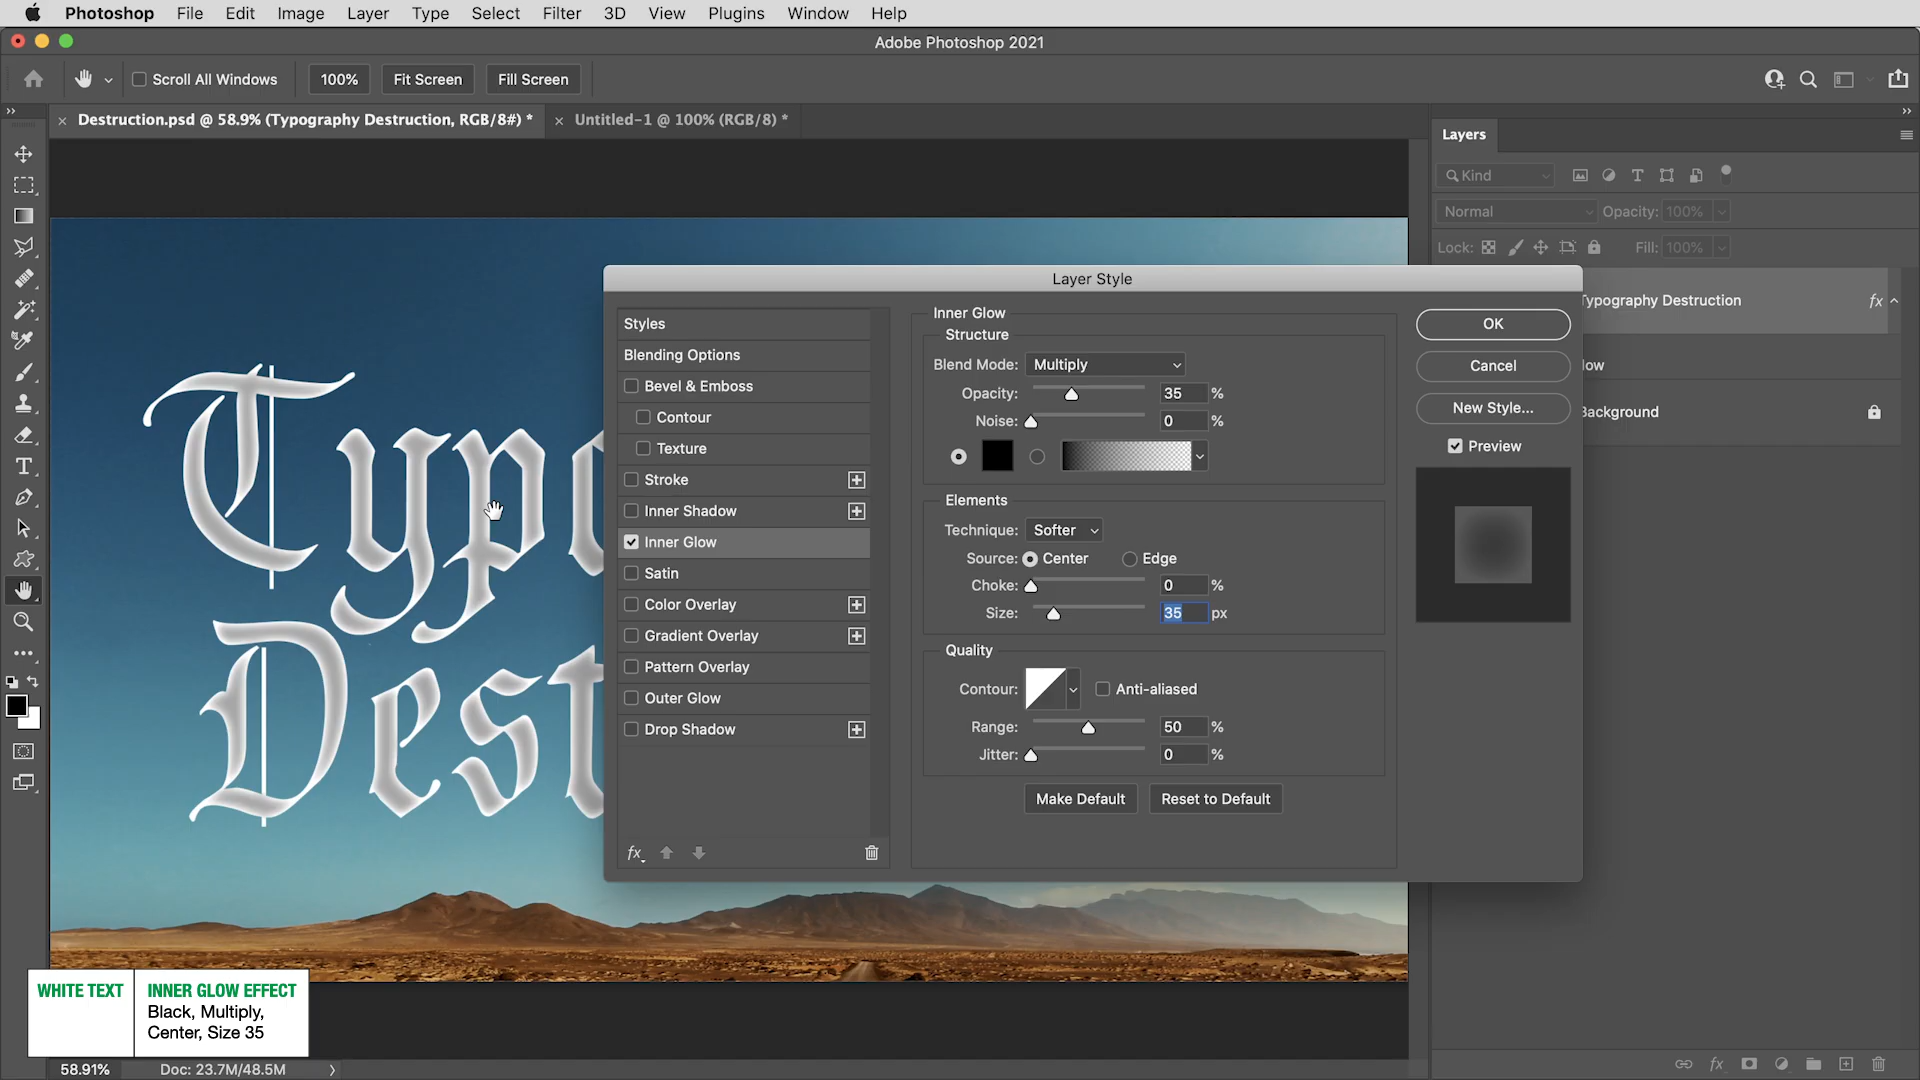 Photoshop File Edit Image Layer Type Select Filter 3D View Plugins Window Help
Adobe Photoshop 2021
Scroll All Windows 100% Fit Screen Fill Screen
Destruction.psd @ 58.9% (Typography Destruction, RGB/8#) * Untitled-1 @ 100% (RGB/8) *
Layers
Kind
Normal Opacity: 100%
Lock: Fill: 100%
Typography Destruction fx
low
Background
Typo
Dest
Layer Style
Styles
Blending Options
Bevel & Emboss
Contour
Texture
Stroke
Inner Shadow
Inner Glow
Satin
Color Overlay
Gradient Overlay
Pattern Overlay
Outer Glow
Drop Shadow
fx
Inner Glow
Structure
Blend Mode: Multiply
Opacity: 35 %
Noise: 0 %
Elements
Technique: Softer
Source: Center Edge
Choke: 0 %
Size: 35 px
Quality
Contour: Anti-aliased
Range: 50 %
Jitter: 0 %
Make Default Reset to Default
OK
Cancel
New Style...
Preview
WHITE TEXT
INNER GLOW EFFECT
Black, Multiply,
Center, Size 35
58.91% Doc: 23.7M/48.5M
fx